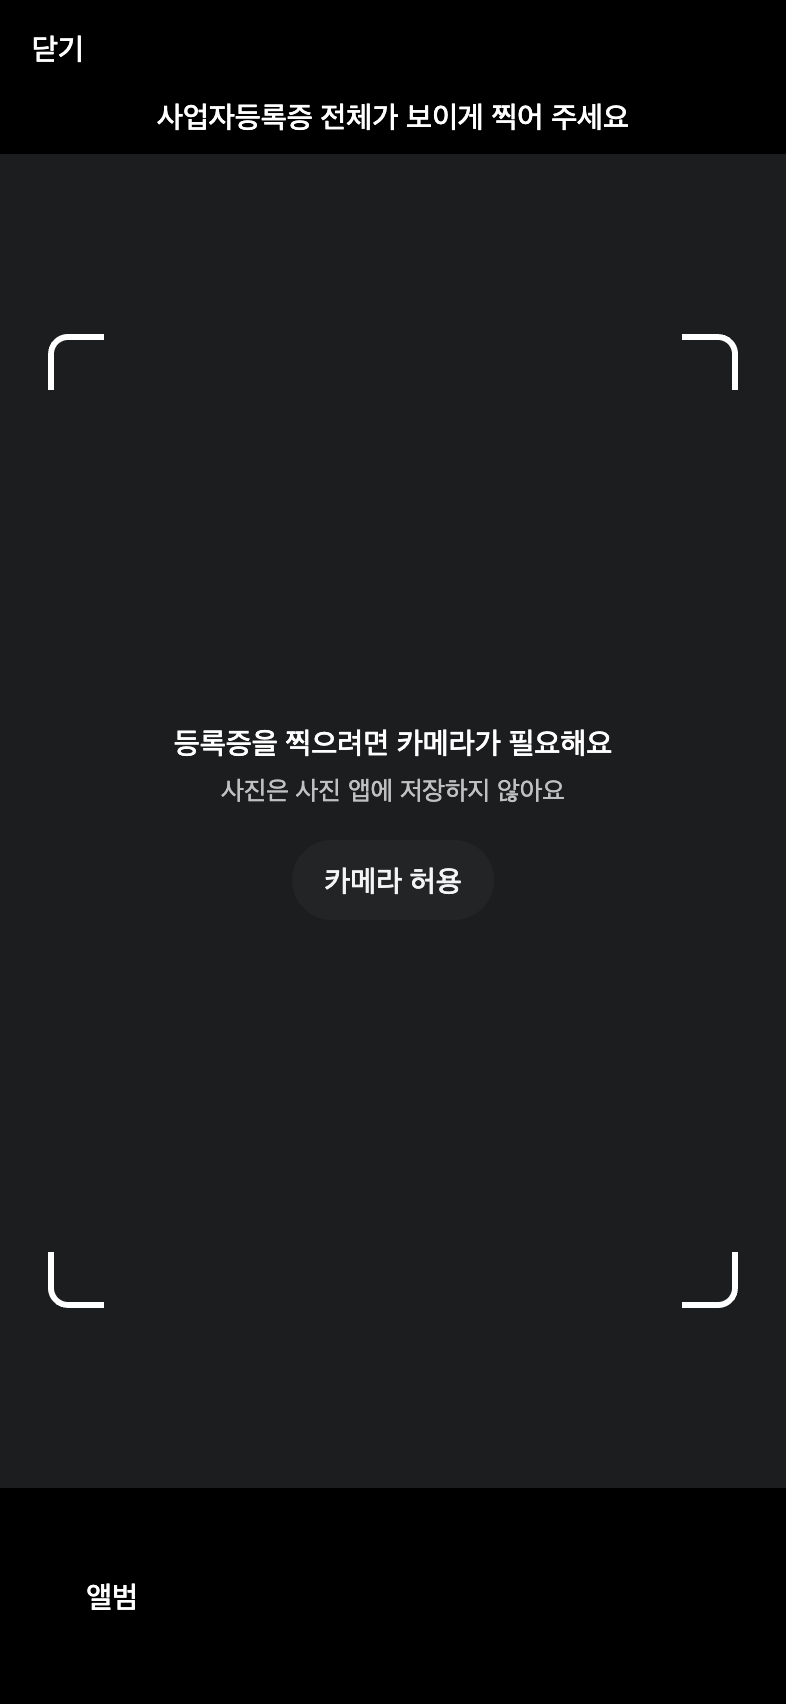 닫기
사업자등록증 전체가 보이게 찍어 주세요
등록증을 찍으려면 카메라가 필요해요
사진은 사진 앱에 저장하지 않아요
카메라 허용
앨범